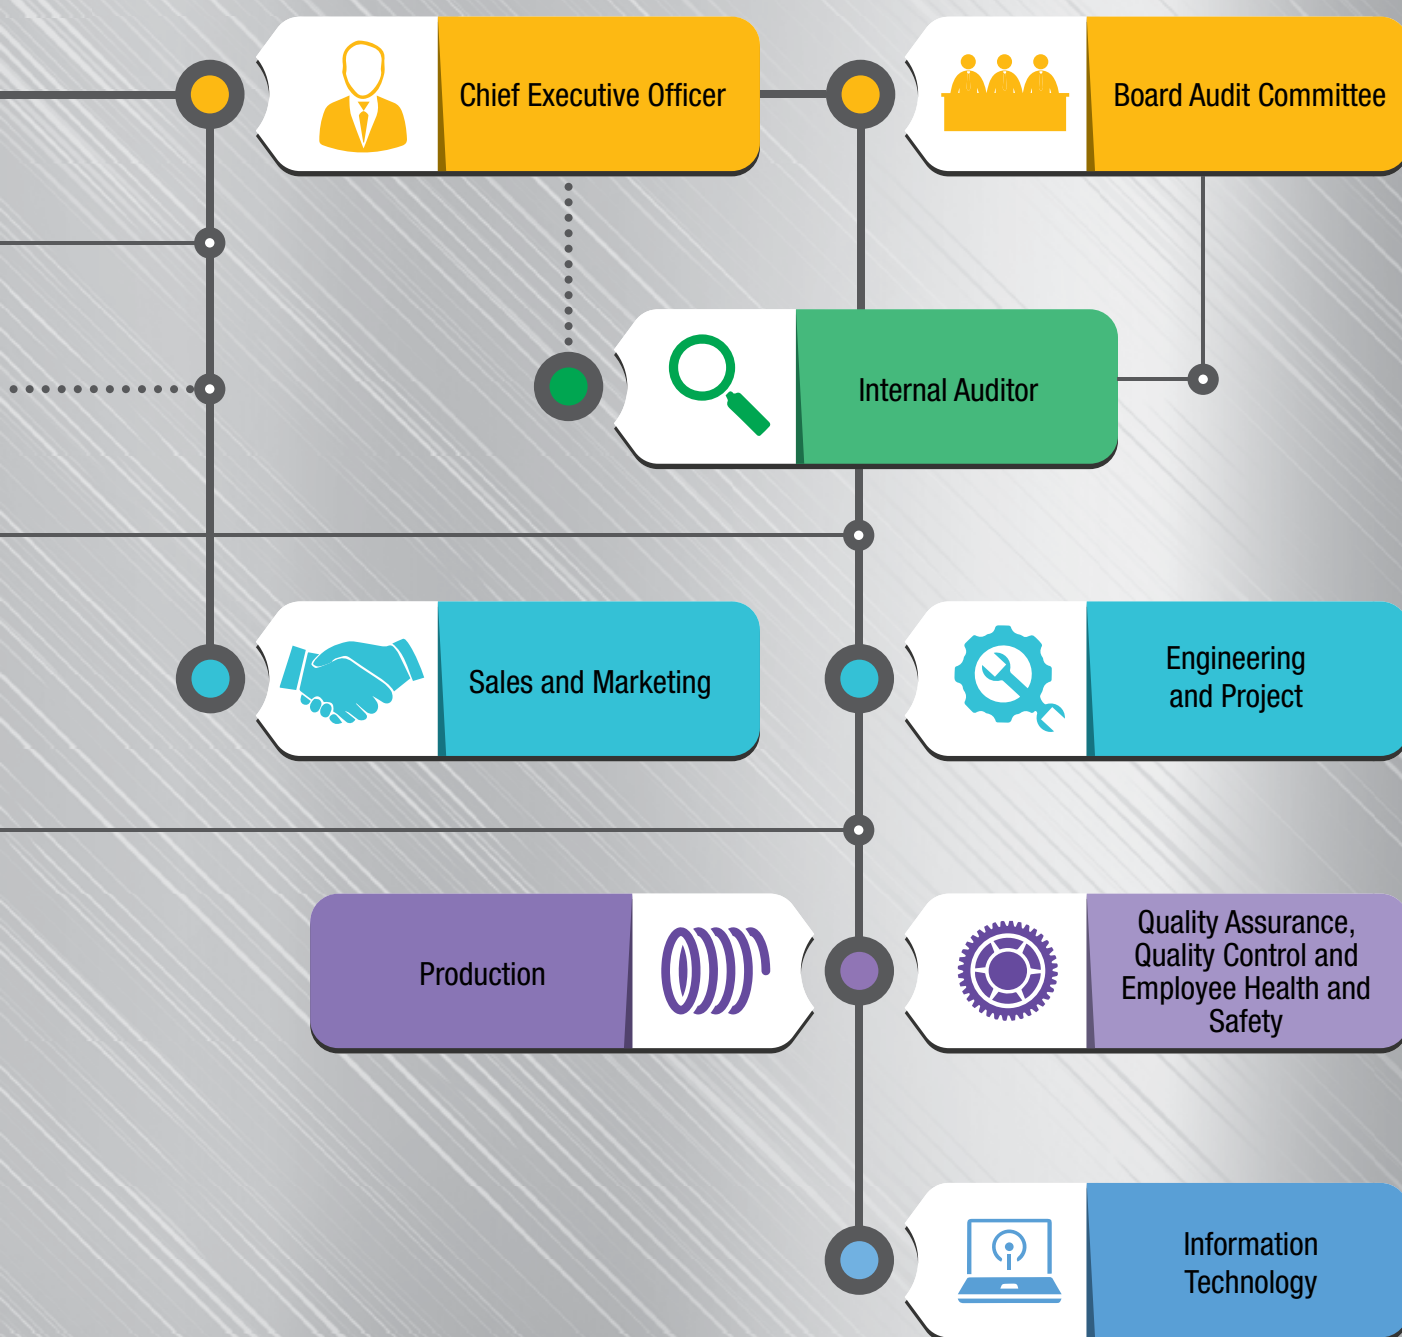 Chief Executive Officer
Board Audit Committee
Internal Auditor
Sales and Marketing
Engineering
and Project
Production
Quality Assurance,
Quality Control and
Employee Health and
Safety
Information
Technology